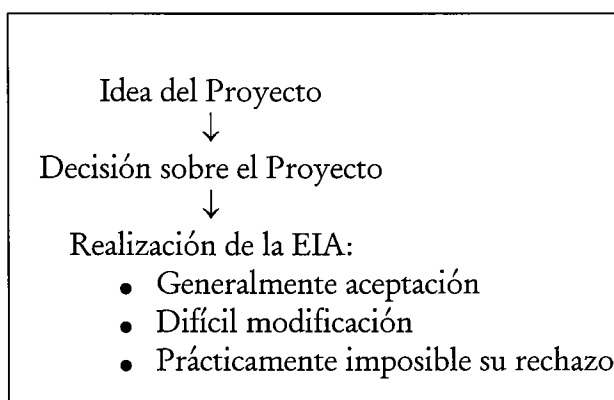 Idea del Proyecto
↓
Decisión sobre el Proyecto
↓
Realización de la EIA:
● Generalmente aceptación
● Difícil modificación
● Prácticamente imposible su rechazo